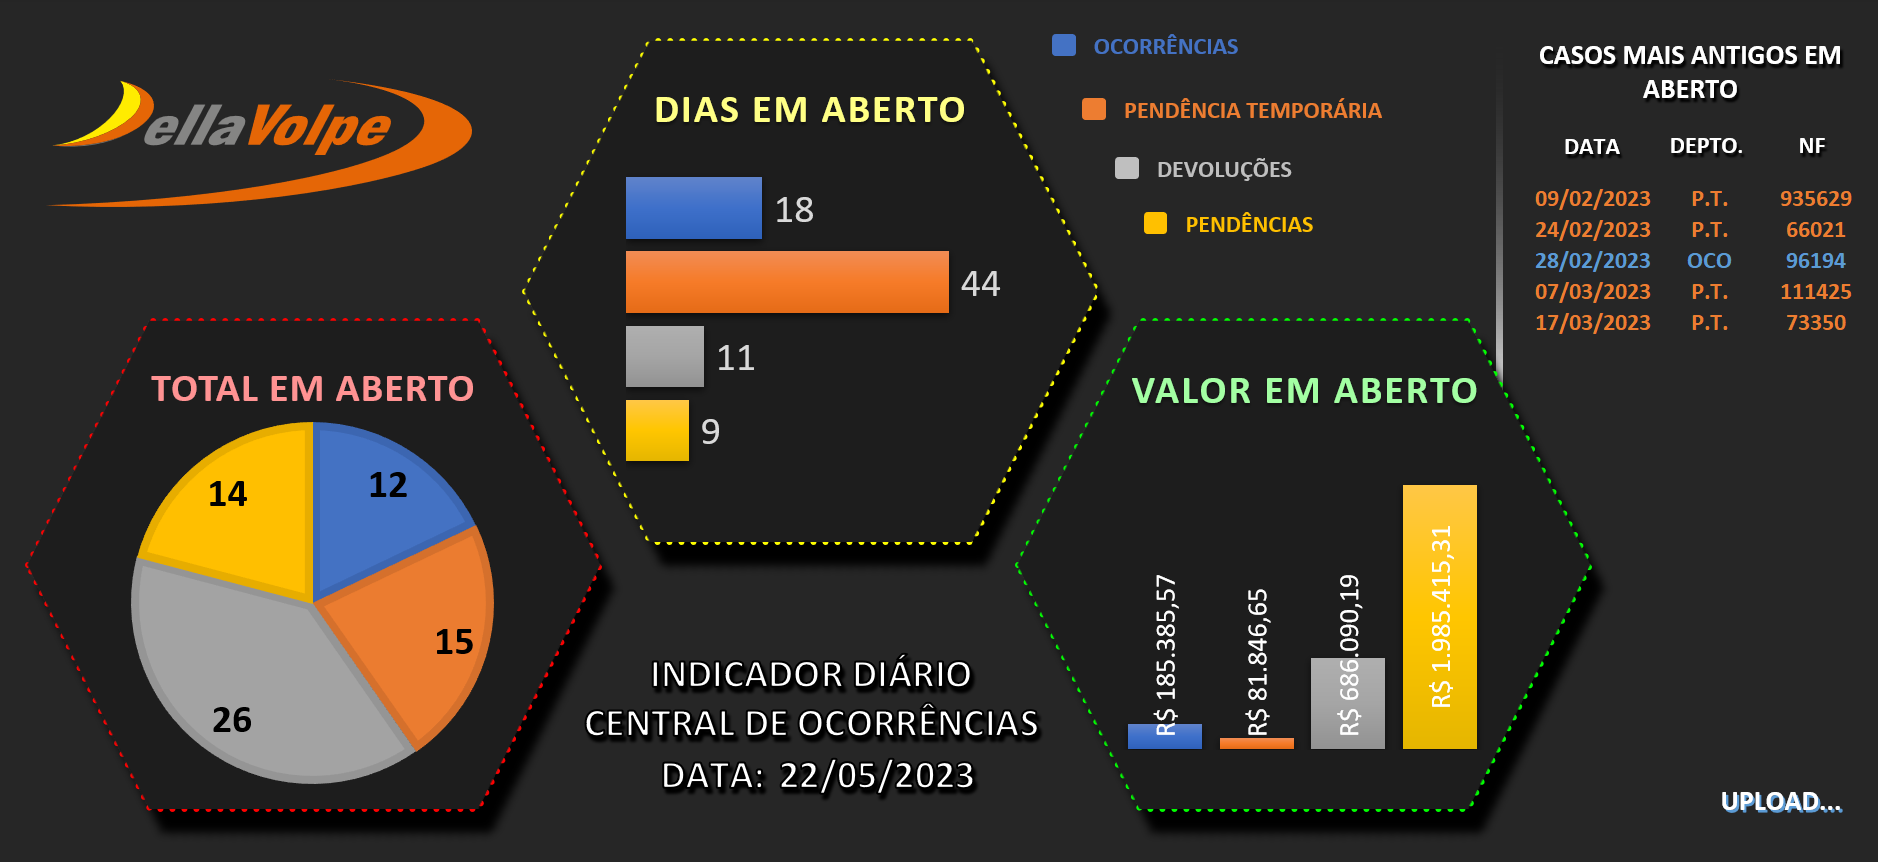 ellaVolpe
DIAS EM ABERTO
18
44
11
9
OCORRÊNCIAS
PENDÊNCIA TEMPORÁRIA
DEVOLUÇÕES
PENDÊNCIAS
CASOS MAIS ANTIGOS EM
ABERTO
DATA DEPTO. NF
09/02/2023 P.T. 935629
24/02/2023 P.T. 66021
28/02/2023 OCO 96194
07/03/2023 P.T. 111425
17/03/2023 P.T. 73350
TOTAL EM ABERTO
14
12
15
26
INDICADOR DIÁRIO
CENTRAL DE OCORRÊNCIAS
DATA: 22/05/2023
VALOR EM ABERTO
R$ 185.385,57
R$ 81.846,65
R$ 686.090,19
R$ 1.985.415,31
UPLOAD...